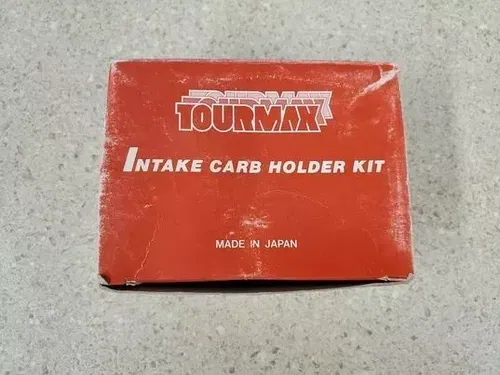 TOURMAX
INTAKE CARB HOLDER KIT
MADE IN JAPAN